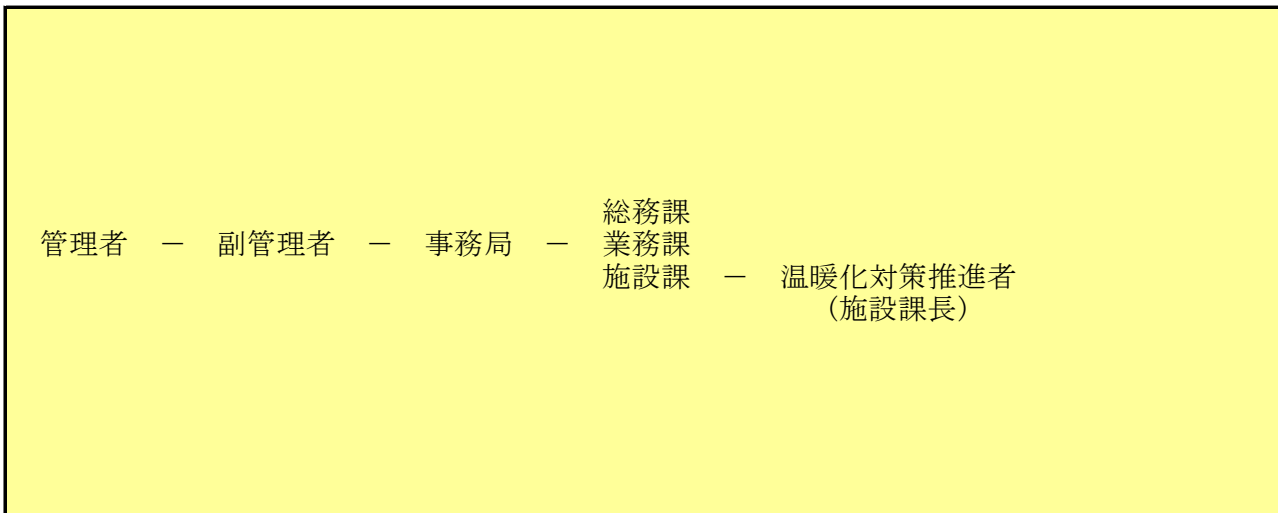 総務課
管理者 － 副管理者 － 事務局 － 業務課
施設課 － 温暖化対策推進者
（施設課長）